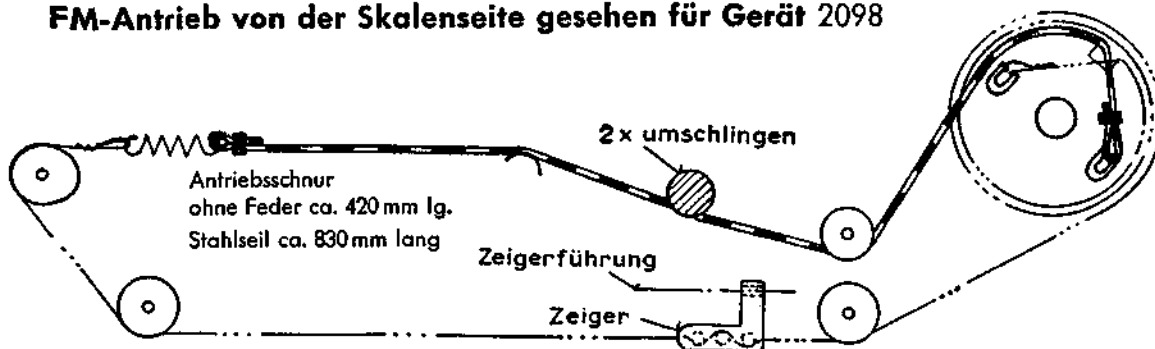 FM-Antrieb von der Skalenseite gesehen für Gerät 2098
2x umschlingen
Antriebsschnur
ohne Feder ca. 420 mm lg.
Stahlseil ca. 830 mm lang
Zeigerführung
Zeiger